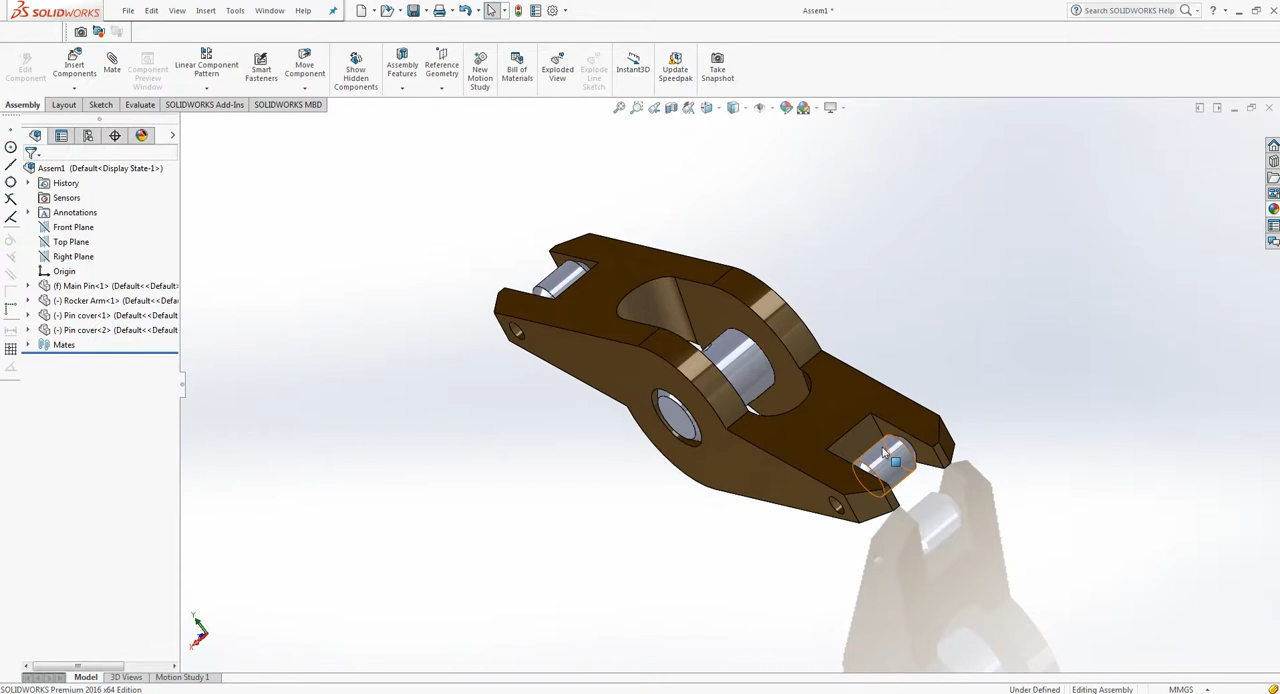 SOLIDWORKS
File
Edit
View
Insert
Tools
Window
Help
Assem1 *
Search SOLIDWORKS Help
?
Edit Component
Insert Components
Mate
Component Preview Window
Linear Component Pattern
Smart Fasteners
Move Component
Show Hidden Components
Assembly Features
Reference Geometry
New Motion Study
Bill of Materials
Exploded View
Explode Line Sketch
Instant3D
Update Speedpak
Take Snapshot
Assembly
Layout
Sketch
Evaluate
SOLIDWORKS Add-Ins
SOLIDWORKS MBD
Assem1 (Default<Display State-1>)
History
Sensors
Annotations
Front Plane
Top Plane
Right Plane
Origin
(f) Main Pin<1> (Default<<Default
(-) Rocker Arm<1> (Default<<Def
(-) Pin cover<1> (Default<<Default
(-) Pin cover<2> (Default<<Default
Mates
Y
X
Model
3D Views
Motion Study 1
SOLIDWORKS Premium 2016 x64 Edition
Under Defined
Editing Assembly
MMGS